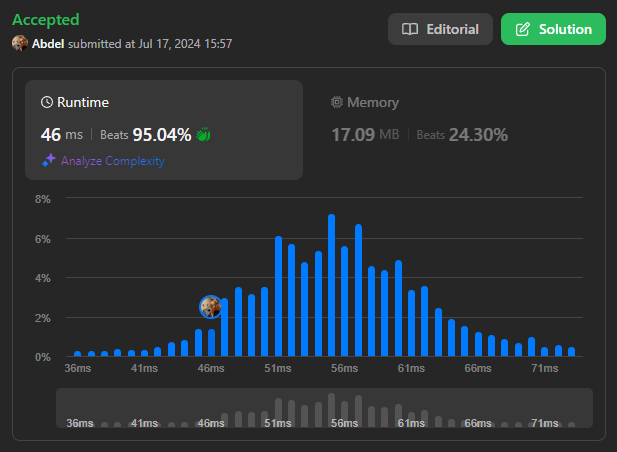 Accepted
Abdel submitted at Jul 17, 2024 15:57
Editorial
Solution
Runtime
46 ms | Beats 95.04%
Analyze Complexity
Memory
17.09 MB | Beats 24.30%
8%
6%
4%
2%
0%
36ms 41ms 46ms 51ms 56ms 61ms 66ms 71ms
36ms 41ms 46ms 51ms 56ms 61ms 66ms 71ms